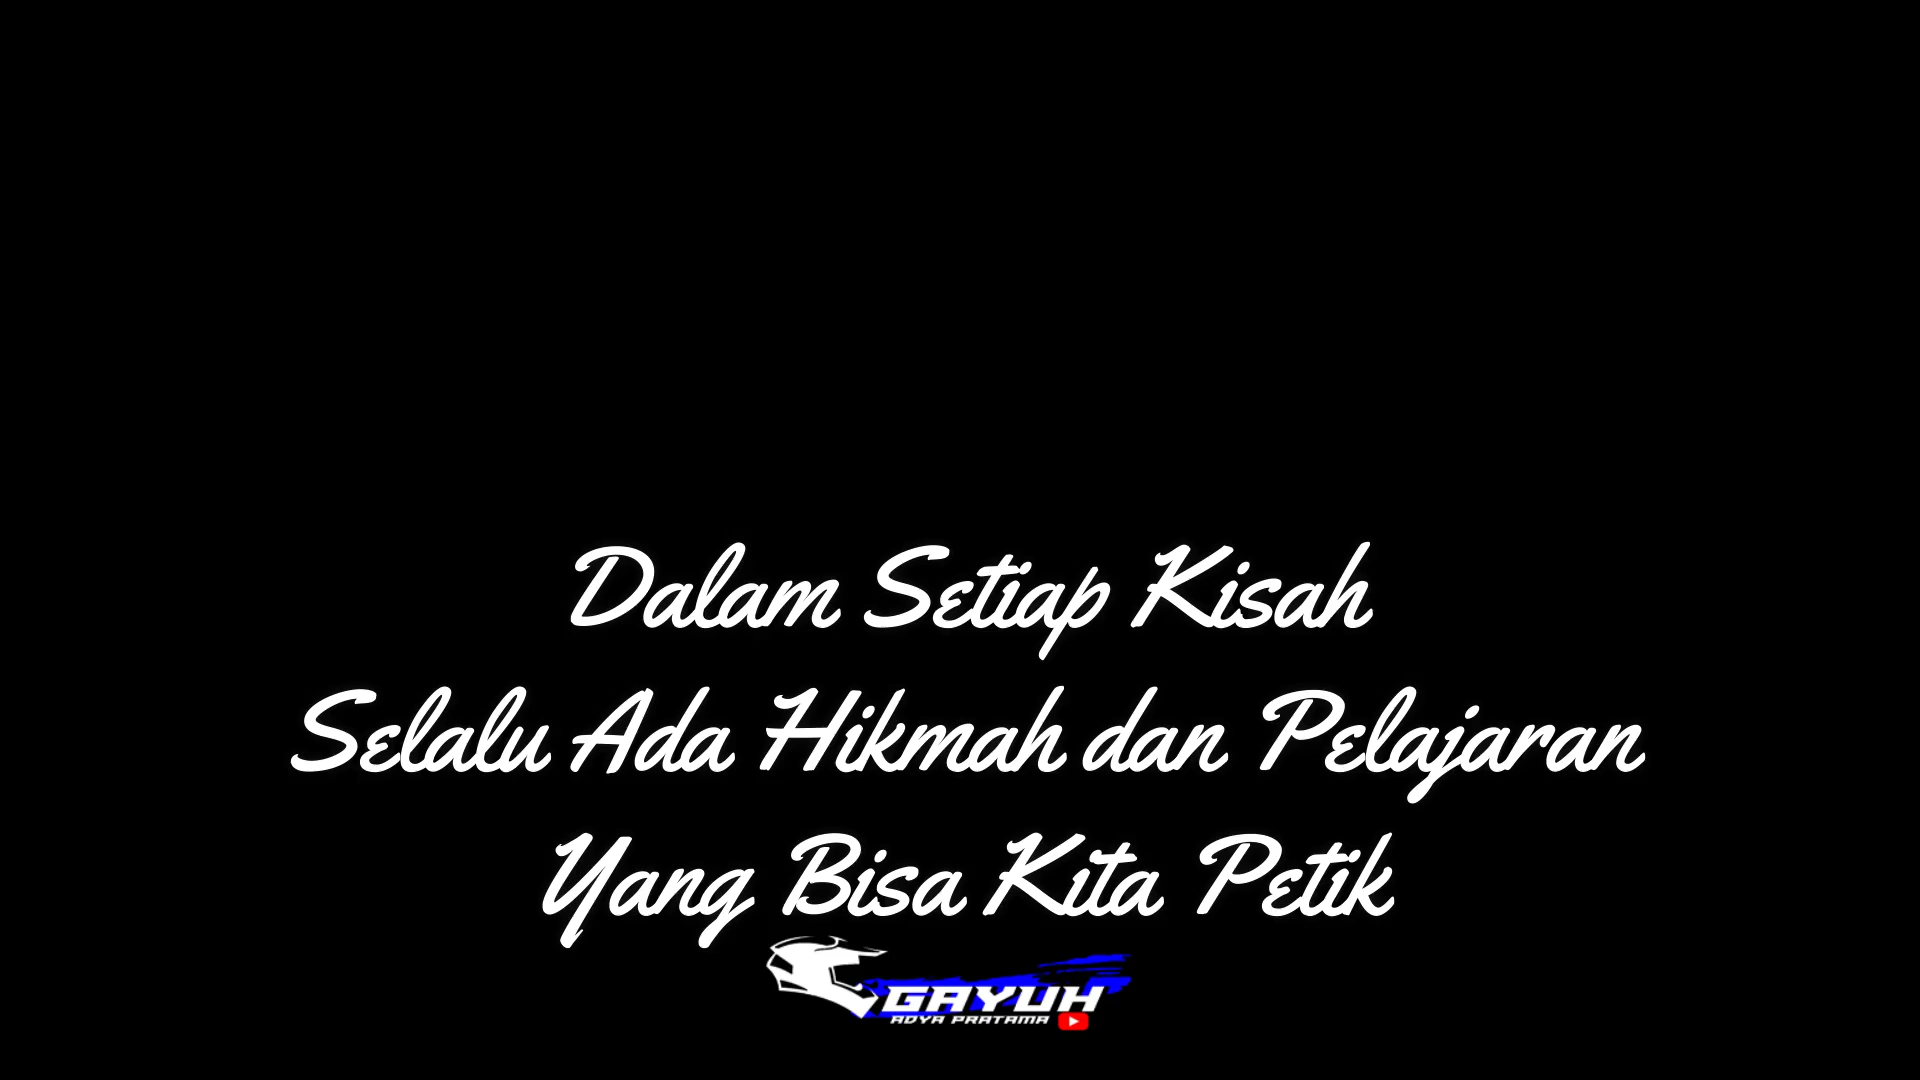 Dalam Setiap Kisah
Selalu Ada Hikmah dan Pelajaran
Yang Bisa Kita Petik
GAYUH
ADYA PRATAMA